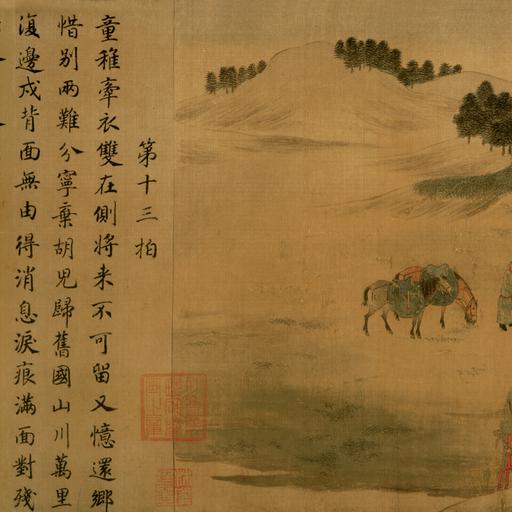 第十三拍
童稚牽衣雙在側將来不可留又憶還鄉
惜别兩難分寧棄胡兒歸舊國山川萬里
復邊戍背面無由得消息淚痕滿面對殘